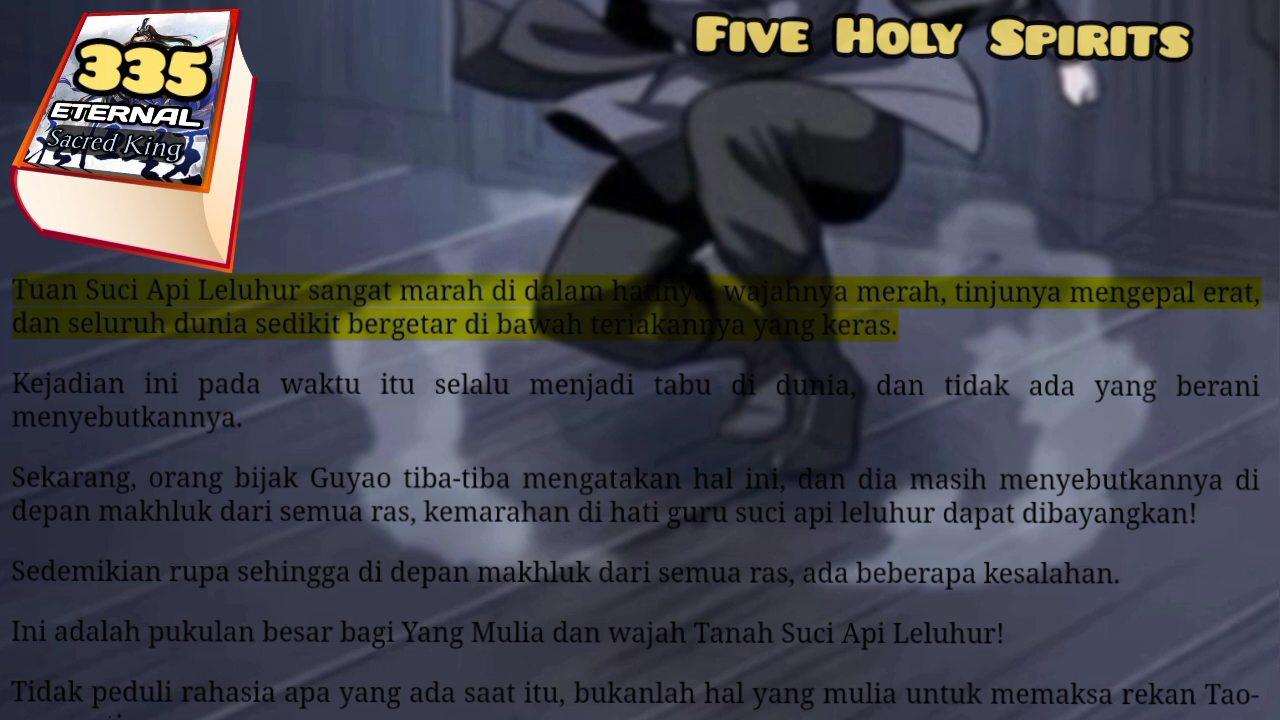 Five Holy Spirits
335
ETERNAL
Sacred King
Tuan Suci Api Leluhur sangat marah di dalam hatinya, wajahnya merah, tinjunya mengepal erat,
dan seluruh dunia sedikit bergetar di bawah teriakannya yang keras.
Kejadian ini pada waktu itu selalu menjadi tabu di dunia, dan tidak ada yang berani
menyebutkannya.
Sekarang, orang bijak Guyao tiba-tiba mengatakan hal ini, dan dia masih menyebutkannya di
depan makhluk dari semua ras, kemarahan di hati guru suci api leluhur dapat dibayangkan!
Sedemikian rupa sehingga di depan makhluk dari semua ras, ada beberapa kesalahan.
Ini adalah pukulan besar bagi Yang Mulia dan wajah Tanah Suci Api Leluhur!
Tidak peduli rahasia apa yang ada saat itu, bukanlah hal yang mulia untuk memaksa rekan Tao-